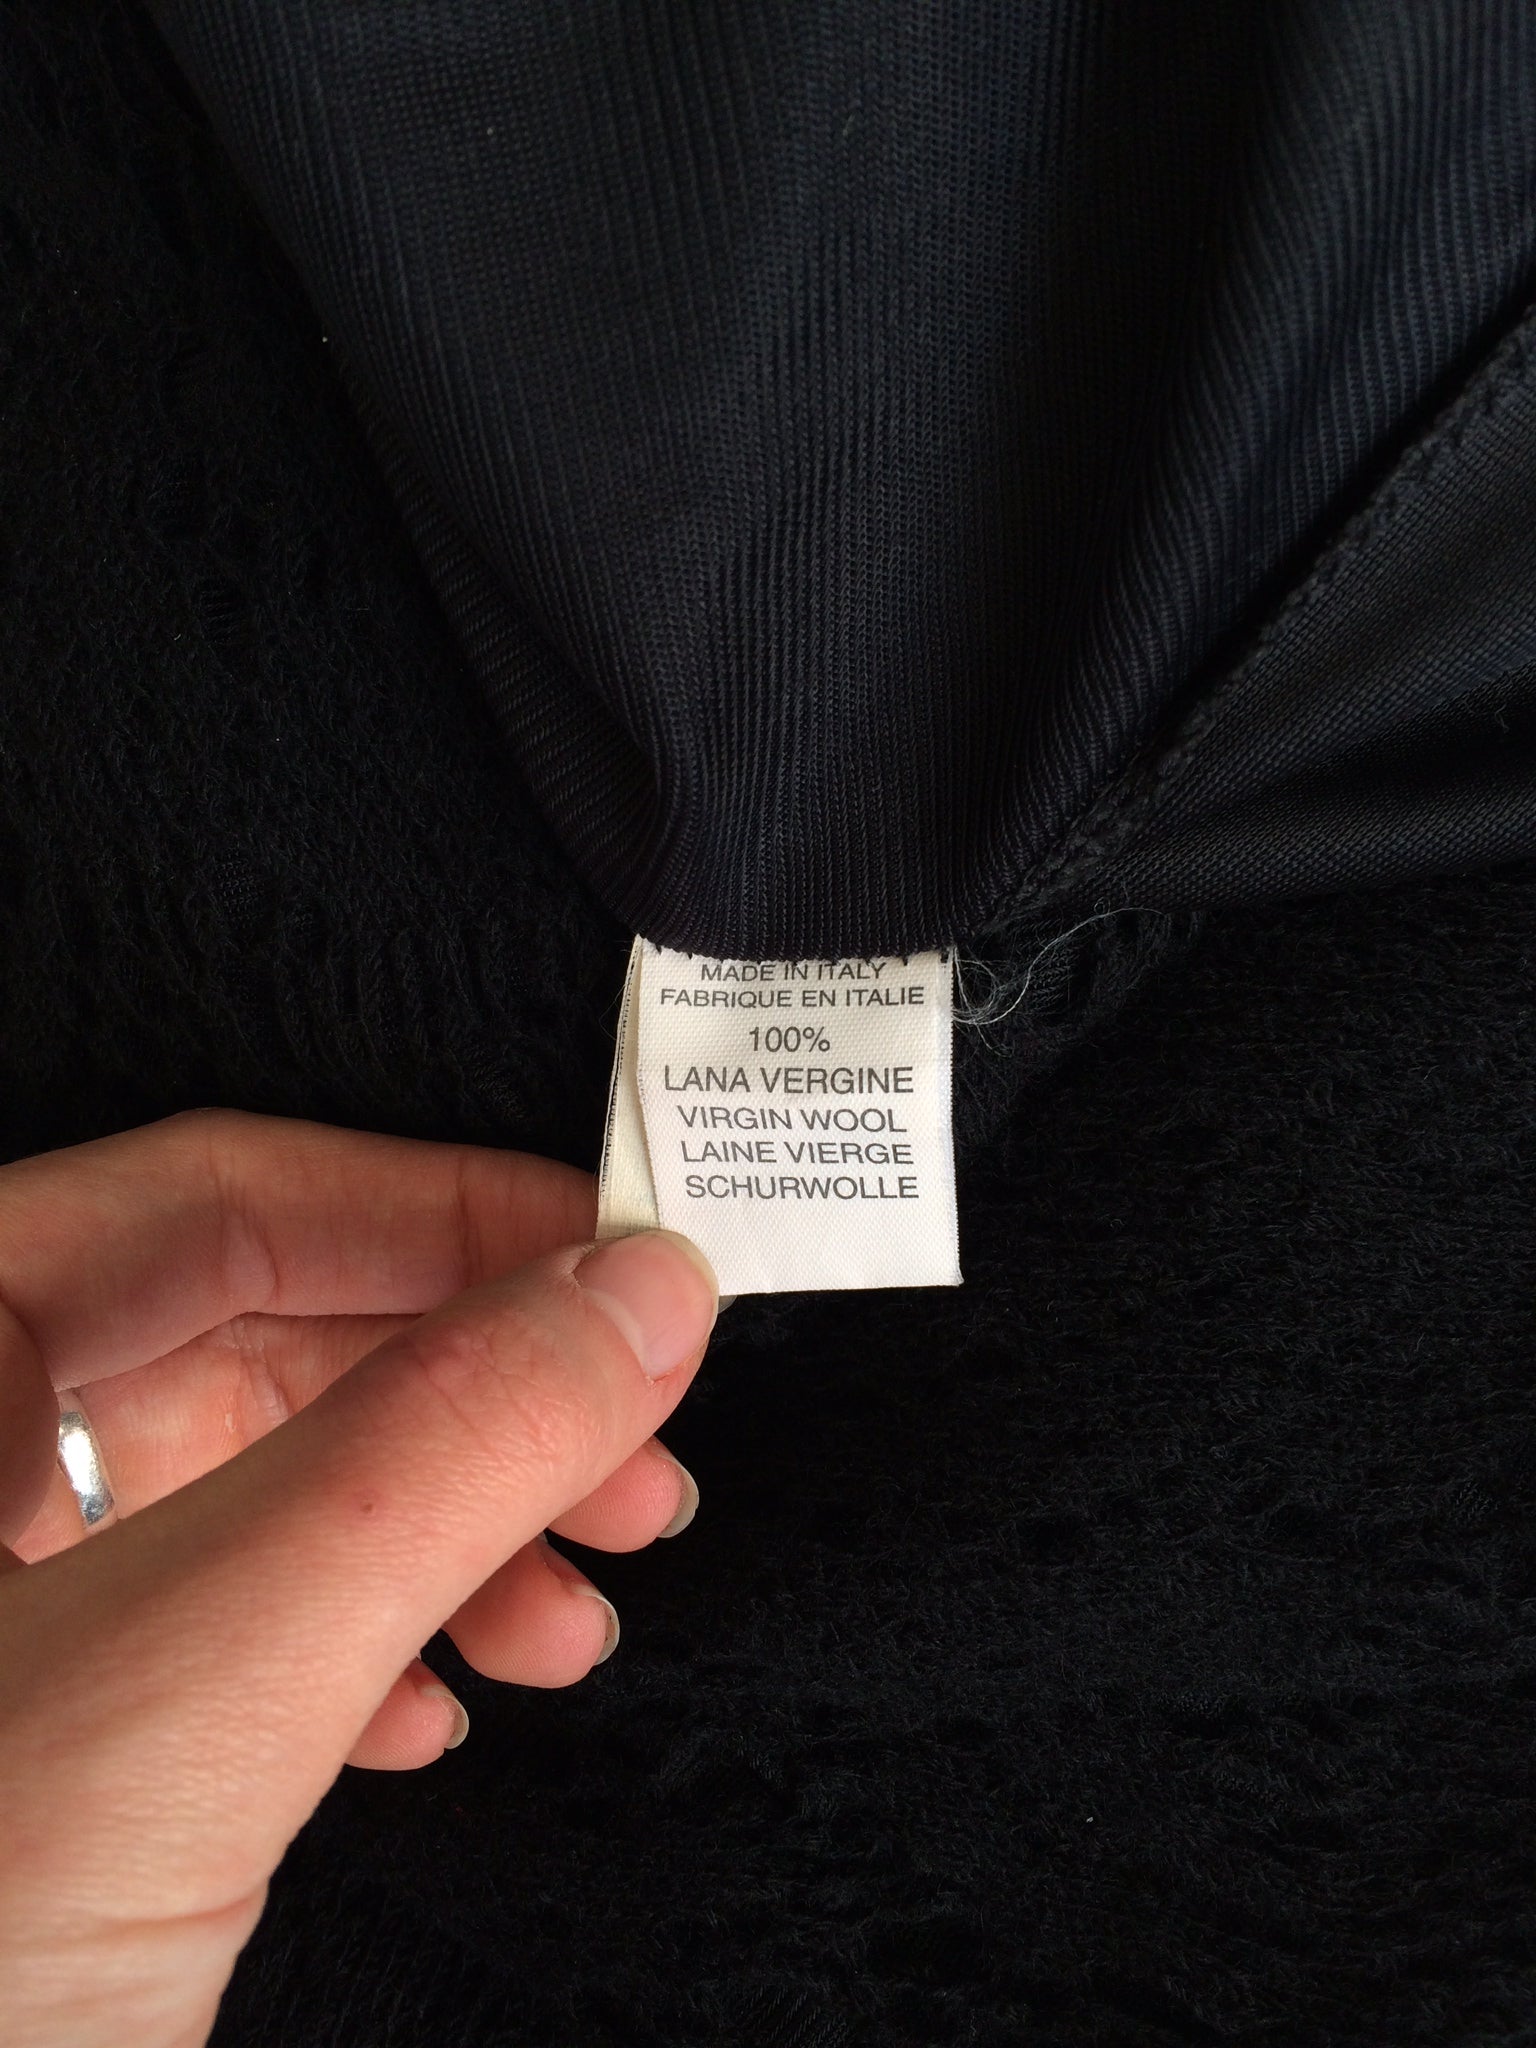 MADE IN ITALY
FABRIQUE EN ITALIE
100%
LANA VERGINE
VIRGIN WOOL
LAINE VIERGE
SCHURWOLLE